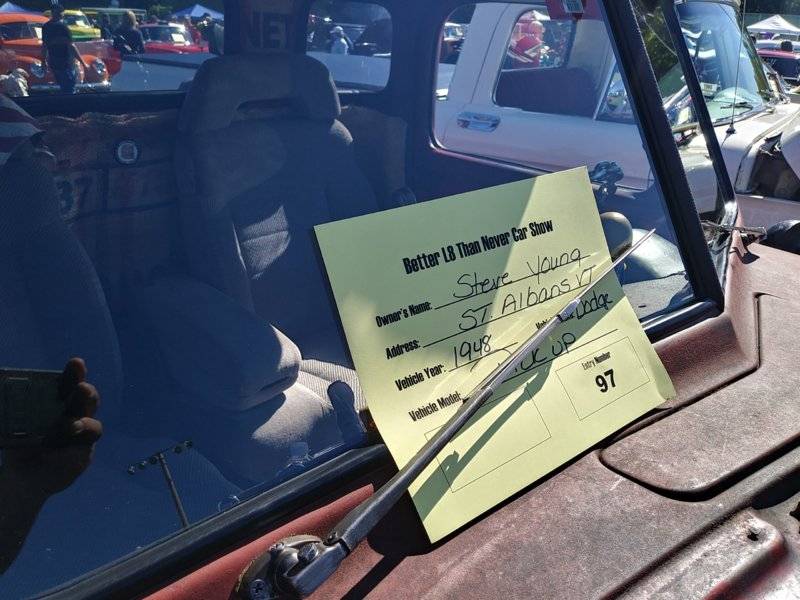 Better L8 Than Never Car Show
Owner's Name: Steve Young
Address: ST. Albans VT
Vehicle Year: 1948 Dodge
Vehicle Model: Pick up
Entry Number
97
37